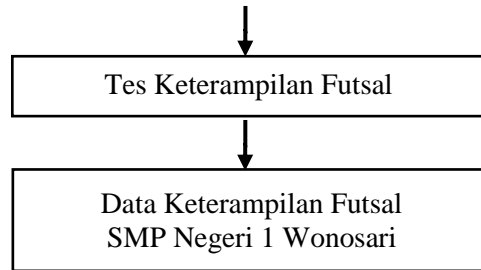 Tes Keterampilan Futsal
Data Keterampilan Futsal
SMP Negeri 1 Wonosari